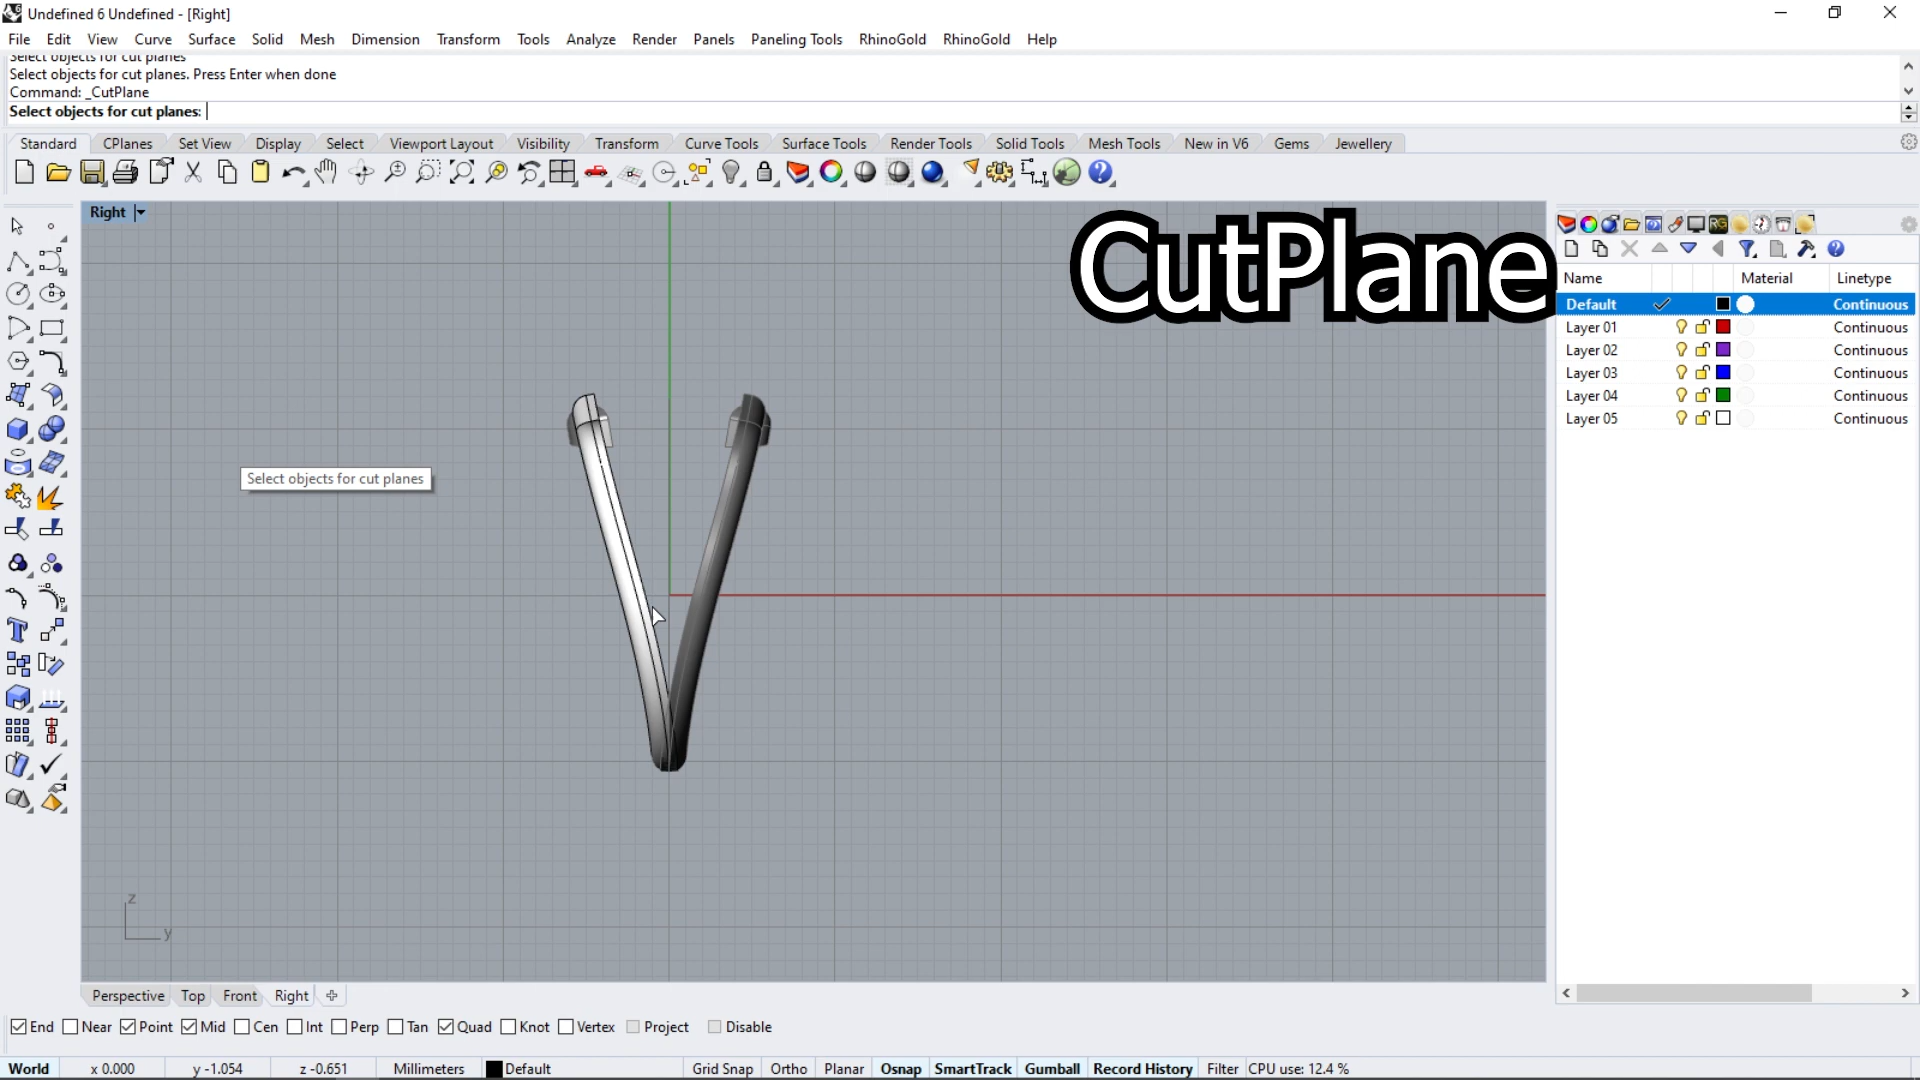 Undefined 6 Undefined - [Right]
File Edit View Curve Surface Solid Mesh Dimension Transform Tools Analyze Render Panels Paneling Tools RhinoGold RhinoGold Help
Select objects for cut planes
Select objects for cut planes. Press Enter when done
Command: _CutPlane
Select objects for cut planes:
Standard CPlanes Set View Display Select Viewport Layout Visibility Transform Curve Tools Surface Tools Render Tools Solid Tools Mesh Tools New in V6 Gems Jewellery
Right
CutPlane
Name Material Linetype
Default Continuous
Layer 01 Continuous
Layer 02 Continuous
Layer 03 Continuous
Layer 04 Continuous
Layer 05 Continuous
Select objects for cut planes
z
y
Perspective Top Front Right
End Near Point Mid Cen Int Perp Tan Quad Knot Vertex Project Disable
World x 0.000 y -1.054 z -0.651 Millimeters Default Grid Snap Ortho Planar Osnap SmartTrack Gumball Record History Filter CPU use: 12.4 %